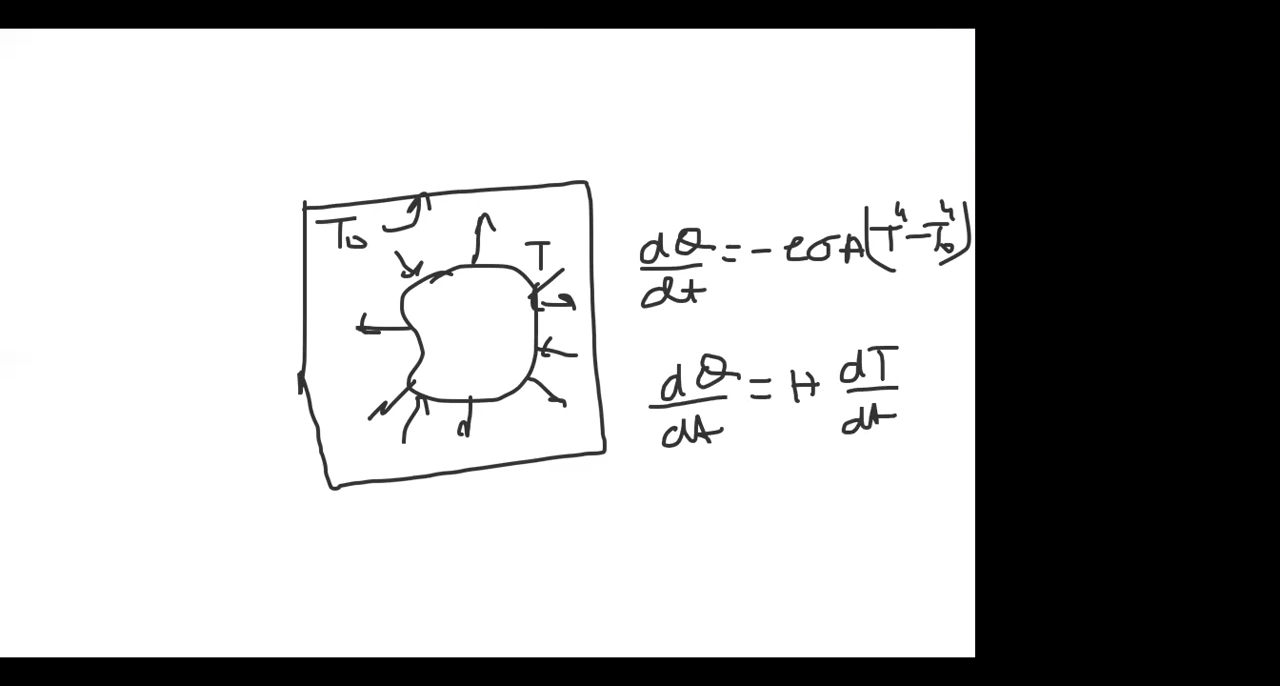 T₀
T
dQ/dt = - eσA(T⁴ - T₀⁴)
dQ/dt = H dT/dt